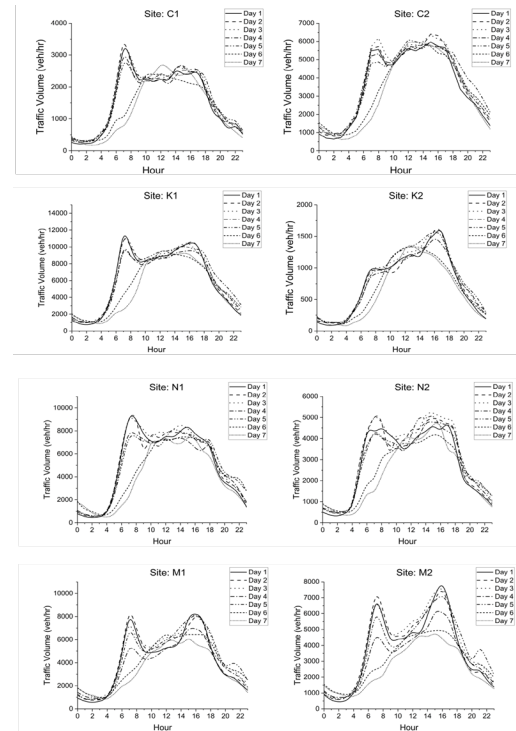 Site: C1
Day 1
Day 2
Day 3
Day 4
Day 5
Day 6
Day 7
Traffic Volume (veh/hr)
4000
3000
2000
1000
0
0 2 4 6 8 10 12 14 16 18 20 22
Hour
Site: C2
Day 1
Day 2
Day 3
Day 4
Day 5
Day 6
Day 7
Traffic Volume (veh/hr)
7000
6000
5000
4000
3000
2000
1000
0
0 2 4 6 8 10 12 14 16 18 20 22
Hour
Site: K1
Day 1
Day 2
Day 3
Day 4
Day 5
Day 6
Day 7
Traffic Volume (veh/hr)
14000
12000
10000
8000
6000
4000
2000
0
0 2 4 6 8 10 12 14 16 18 20 22
Hour
Site: K2
Day 1
Day 2
Day 3
Day 4
Day 5
Day 6
Day 7
Traffic Volume (veh/hr)
2000
1500
1000
500
0
0 2 4 6 8 10 12 14 16 18 20 22
Hour
Site: N1
Day 1
Day 2
Day 3
Day 4
Day 5
Day 6
Day 7
Traffic Volume (veh/hr)
10000
8000
6000
4000
2000
0
0 2 4 6 8 10 12 14 16 18 20 22
Hour
Site: N2
Day 1
Day 2
Day 3
Day 4
Day 5
Day 6
Day 7
Traffic Volume (veh/hr)
6000
5000
4000
3000
2000
1000
0
0 2 4 6 8 10 12 14 16 18 20 22
Hour
Site: M1
Day 1
Day 2
Day 3
Day 4
Day 5
Day 6
Day 7
Traffic Volume (veh/hr)
10000
8000
6000
4000
2000
0
0 2 4 6 8 10 12 14 16 18 20 22
Hour
Site: M2
Day 1
Day 2
Day 3
Day 4
Day 5
Day 6
Day 7
Traffic Volume (veh/hr)
8000
7000
6000
5000
4000
3000
2000
1000
0
0 2 4 6 8 10 12 14 16 18 20 22
Hour